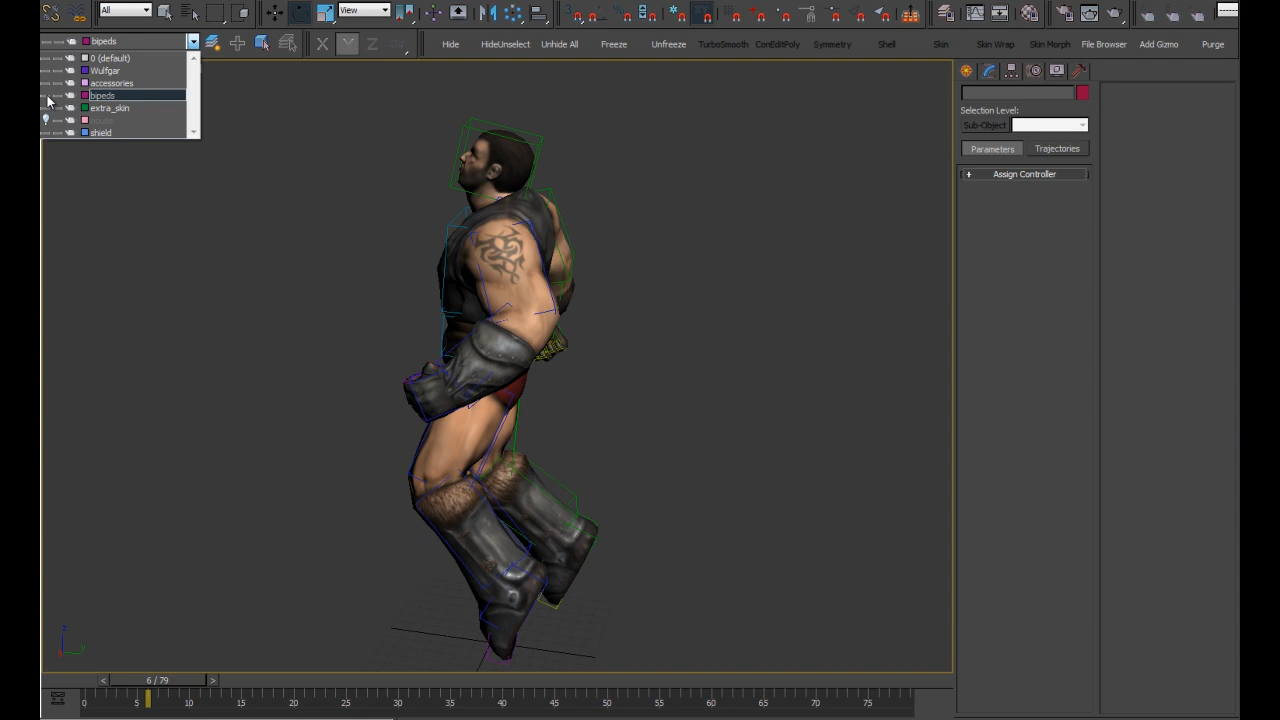 All
View
bipeds
Hide
HideUnselect
Unhide All
Freeze
Unfreeze
TurboSmooth
ConEditPoly
Symmetry
Shell
Skin
Skin Wrap
Skin Morph
File Browser
Add Gizmo
Purge
0 (default)
Wulfgar
accessories
bipeds
extra_skin
shield
Selection Level:
Sub-Object
Parameters
Trajectories
+ Assign Controller
X
Y
Z
z
< 6 / 79 >
0 5 10 15 20 25 30 35 40 45 50 55 60 65 70 75